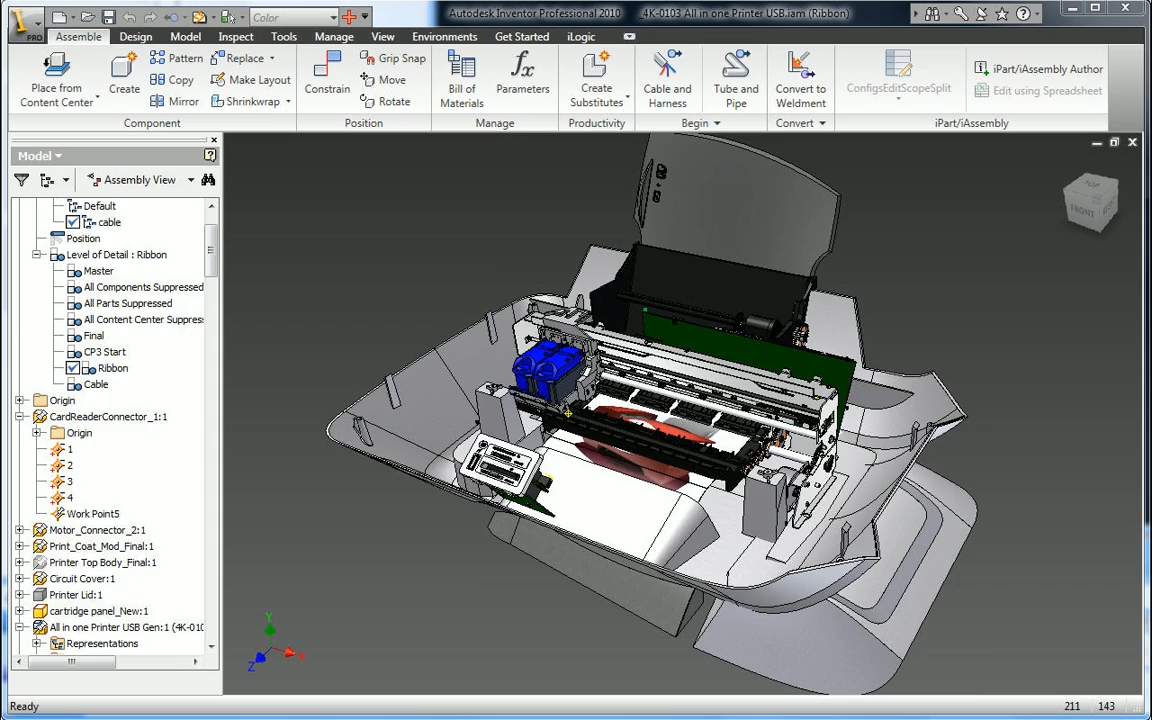 PRO
Color
Autodesk Inventor Professional 2010 _4K-0103 All in one Printer USB.iam (Ribbon)
Assemble Design Model Inspect Tools Manage View Environments Get Started iLogic
Place from
Content Center
Create
Pattern
Copy
Mirror
Replace
Make Layout
Shrinkwrap
Constrain
Grip Snap
Move
Rotate
Bill of
Materials
Parameters
Create
Substitutes
Cable and
Harness
Tube and
Pipe
Convert to
Weldment
ConfigsEditScopeSplit
iPart/iAssembly Author
Edit using Spreadsheet
Component Position Manage Productivity Begin Convert iPart/iAssembly
Model
Assembly View
Default
cable
Position
Level of Detail : Ribbon
Master
All Components Suppressed
All Parts Suppressed
All Content Center Suppres
Final
CP3 Start
Ribbon
Cable
Origin
CardReaderConnector_1:1
Origin
1
2
3
4
Work Point5
Motor_Connector_2:1
Print_Coat_Mod_Final:1
Printer Top Body_Final:1
Circuit Cover:1
Printer Lid:1
cartridge panel_New:1
All in one Printer USB Gen:1 (4K-010
Representations
TOP
FRONT
Y
X
Z
Ready
211 143